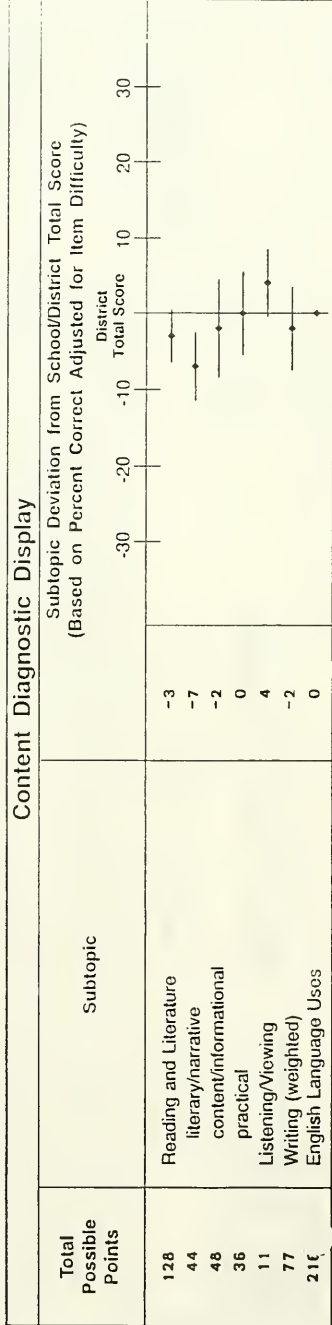 Content Diagnostic Display
Total
Possible
Points
Subtopic
Subtopic Deviation from School/District Total Score
(Based on Percent Correct Adjusted for Item Difficulty)
District
Total Score
-30 -20 -10 10 20 30
128 Reading and Literature -3
44 literary/narrative -7
48 content/informational -2
36 practical 0
11 Listening/Viewing 4
77 Writing (weighted) -2
English Language Uses 0